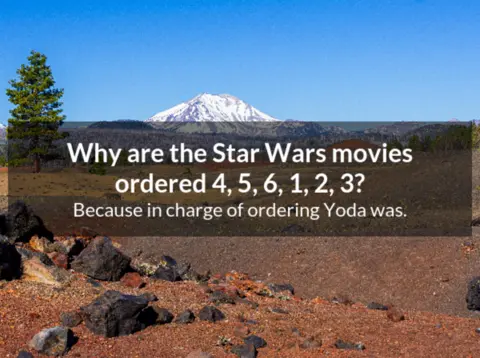 Why are the Star Wars movies
ordered 4, 5, 6, 1, 2, 3?
Because in charge of ordering Yoda was.